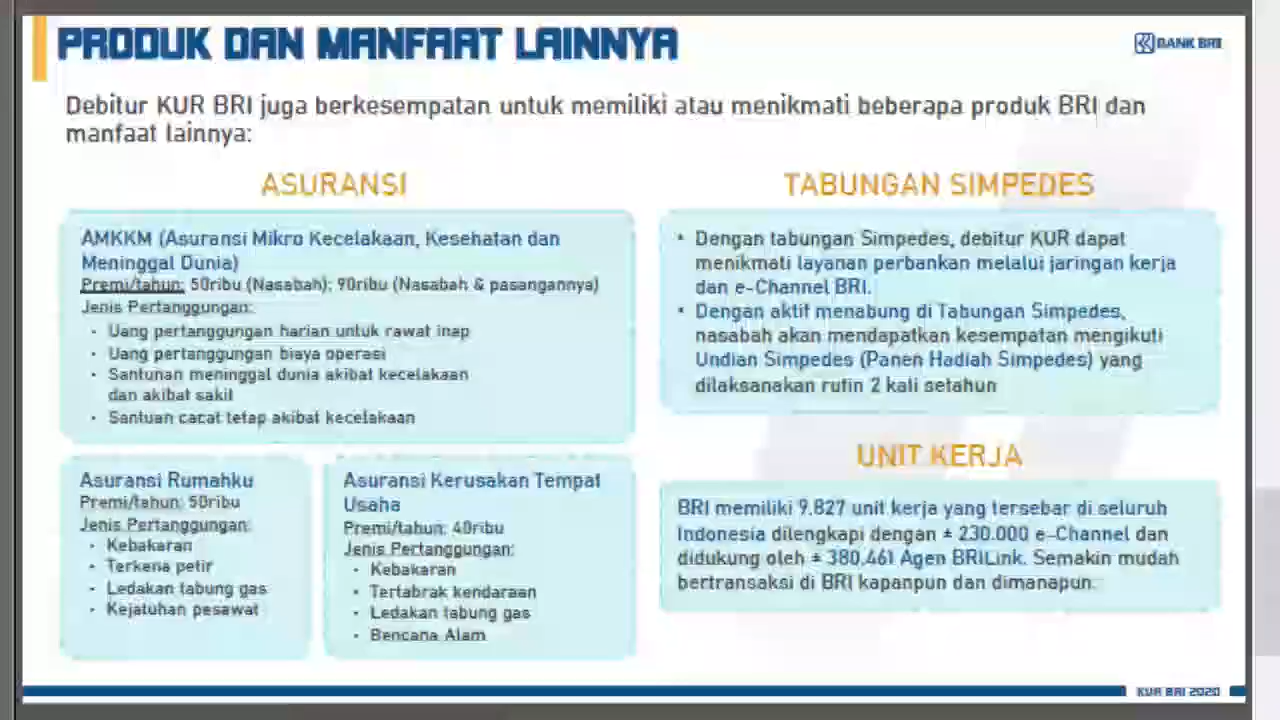 PRODUK DAN MANFAAT LAINNYA
BANK BRI
Debitur KUR BRI juga berkesempatan untuk memiliki atau menikmati beberapa produk BRI dan
manfaat lainnya:
ASURANSI
AMKKM (Asuransi Mikro Kecelakaan, Kesehatan dan
Meninggal Dunia)
Premi/tahun: 50ribu (Nasabah); 90ribu (Nasabah & pasangannya)
Jenis Pertanggungan:
• Uang pertanggungan harian untuk rawat inap
• Uang pertanggungan biaya operasi
• Santunan meninggal dunia akibat kecelakaan
dan akibat sakit
• Santuan cacat tetap akibat kecelakaan
Asuransi Rumahku
Premi/tahun: 50ribu
Jenis Pertanggungan:
• Kebakaran
• Terkena petir
• Ledakan tabung gas
• Kejatuhan pesawat
Asuransi Kerusakan Tempat
Usaha
Premi/tahun: 40ribu
Jenis Pertanggungan:
• Kebakaran
• Tertabrak kendaraan
• Ledakan tabung gas
• Bencana Alam
TABUNGAN SIMPEDES
• Dengan tabungan Simpedes, debitur KUR dapat
menikmati layanan perbankan melalui jaringan kerja
dan e-Channel BRI.
• Dengan aktif menabung di Tabungan Simpedes,
nasabah akan mendapatkan kesempatan mengikuti
Undian Simpedes (Panen Hadiah Simpedes) yang
dilaksanakan rutin 2 kali setahun
UNIT KERJA
BRI memiliki 9.827 unit kerja yang tersebar di seluruh
Indonesia dilengkapi dengan ± 230.000 e-Channel dan
didukung oleh ± 380.461 Agen BRILink. Semakin mudah
bertransaksi di BRI kapanpun dan dimanapun.
KUR BRI 2020